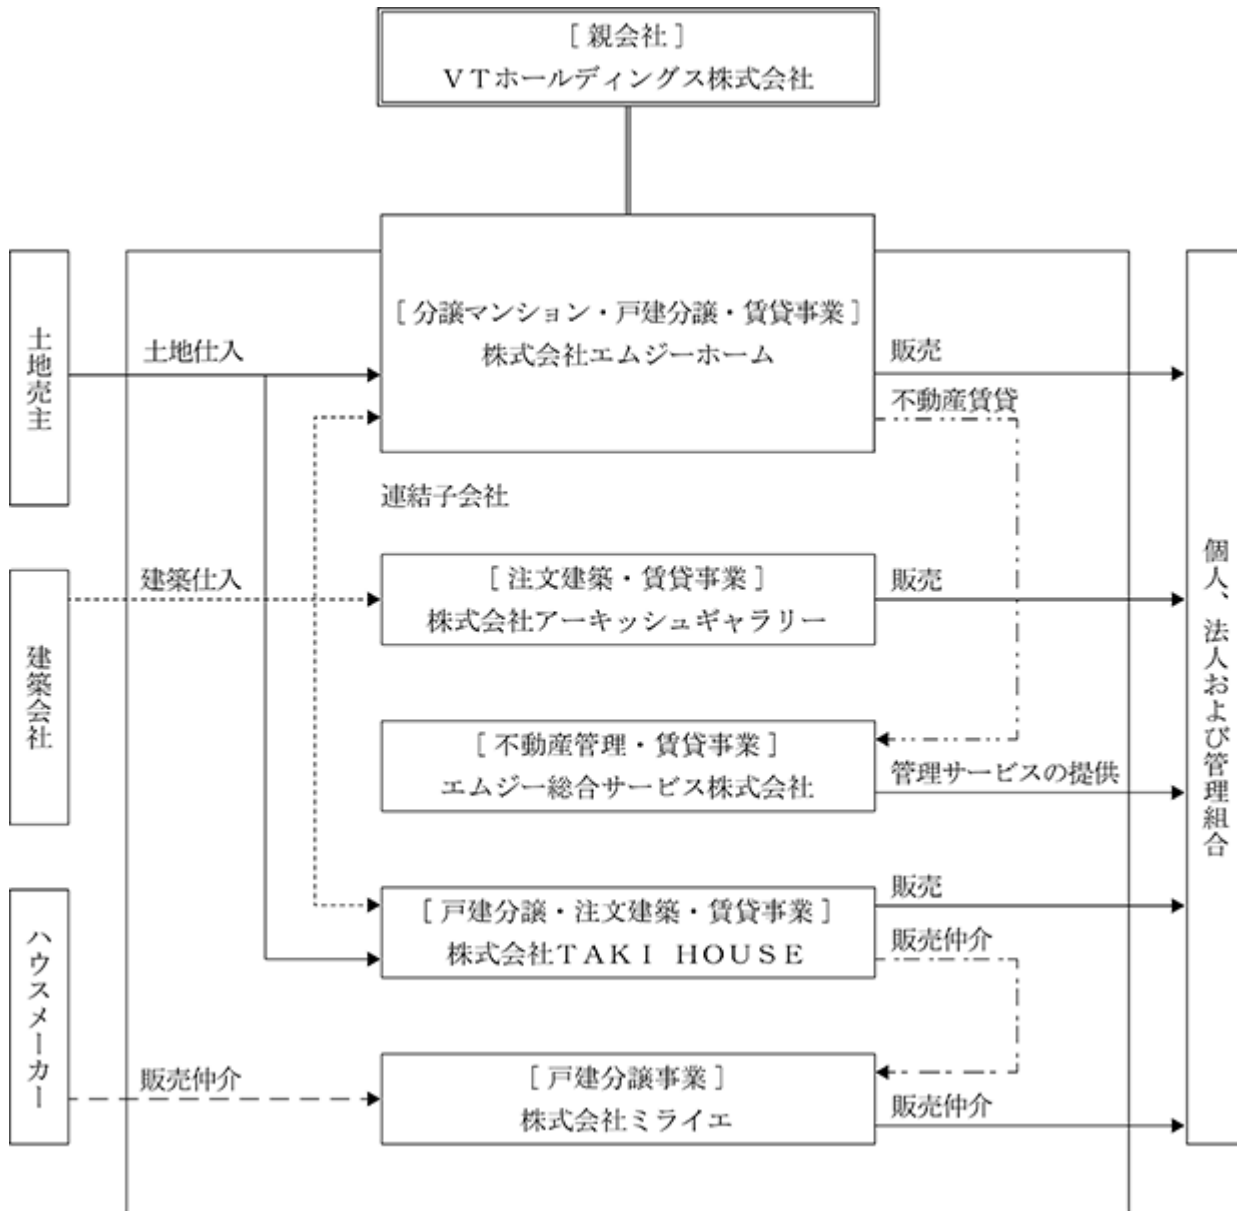 [ 親会社 ]
ＶＴホールディングス株式会社
[ 分譲マンション・戸建分譲・賃貸事業 ]
株式会社エムジーホーム
土地売主
土地仕入
販売
不動産賃貸
連結子会社
建築会社
建築仕入
[ 注文建築・賃貸事業 ]
株式会社アーキッシュギャラリー
販売
個人、法人および管理組合
[ 不動産管理・賃貸事業 ]
エムジー総合サービス株式会社
管理サービスの提供
[ 戸建分譲・注文建築・賃貸事業 ]
株式会社ＴＡＫＩ　ＨＯＵＳＥ
販売
販売仲介
ハウスメーカー
販売仲介
[ 戸建分譲事業 ]
株式会社ミライエ
販売仲介